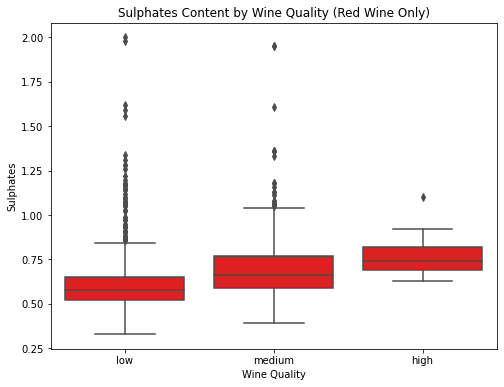 Sulphates Content by Wine Quality (Red Wine Only)
2.00
1.75
1.50
1.25
1.00
0.75
0.50
0.25
Sulphates
low medium high
Wine Quality